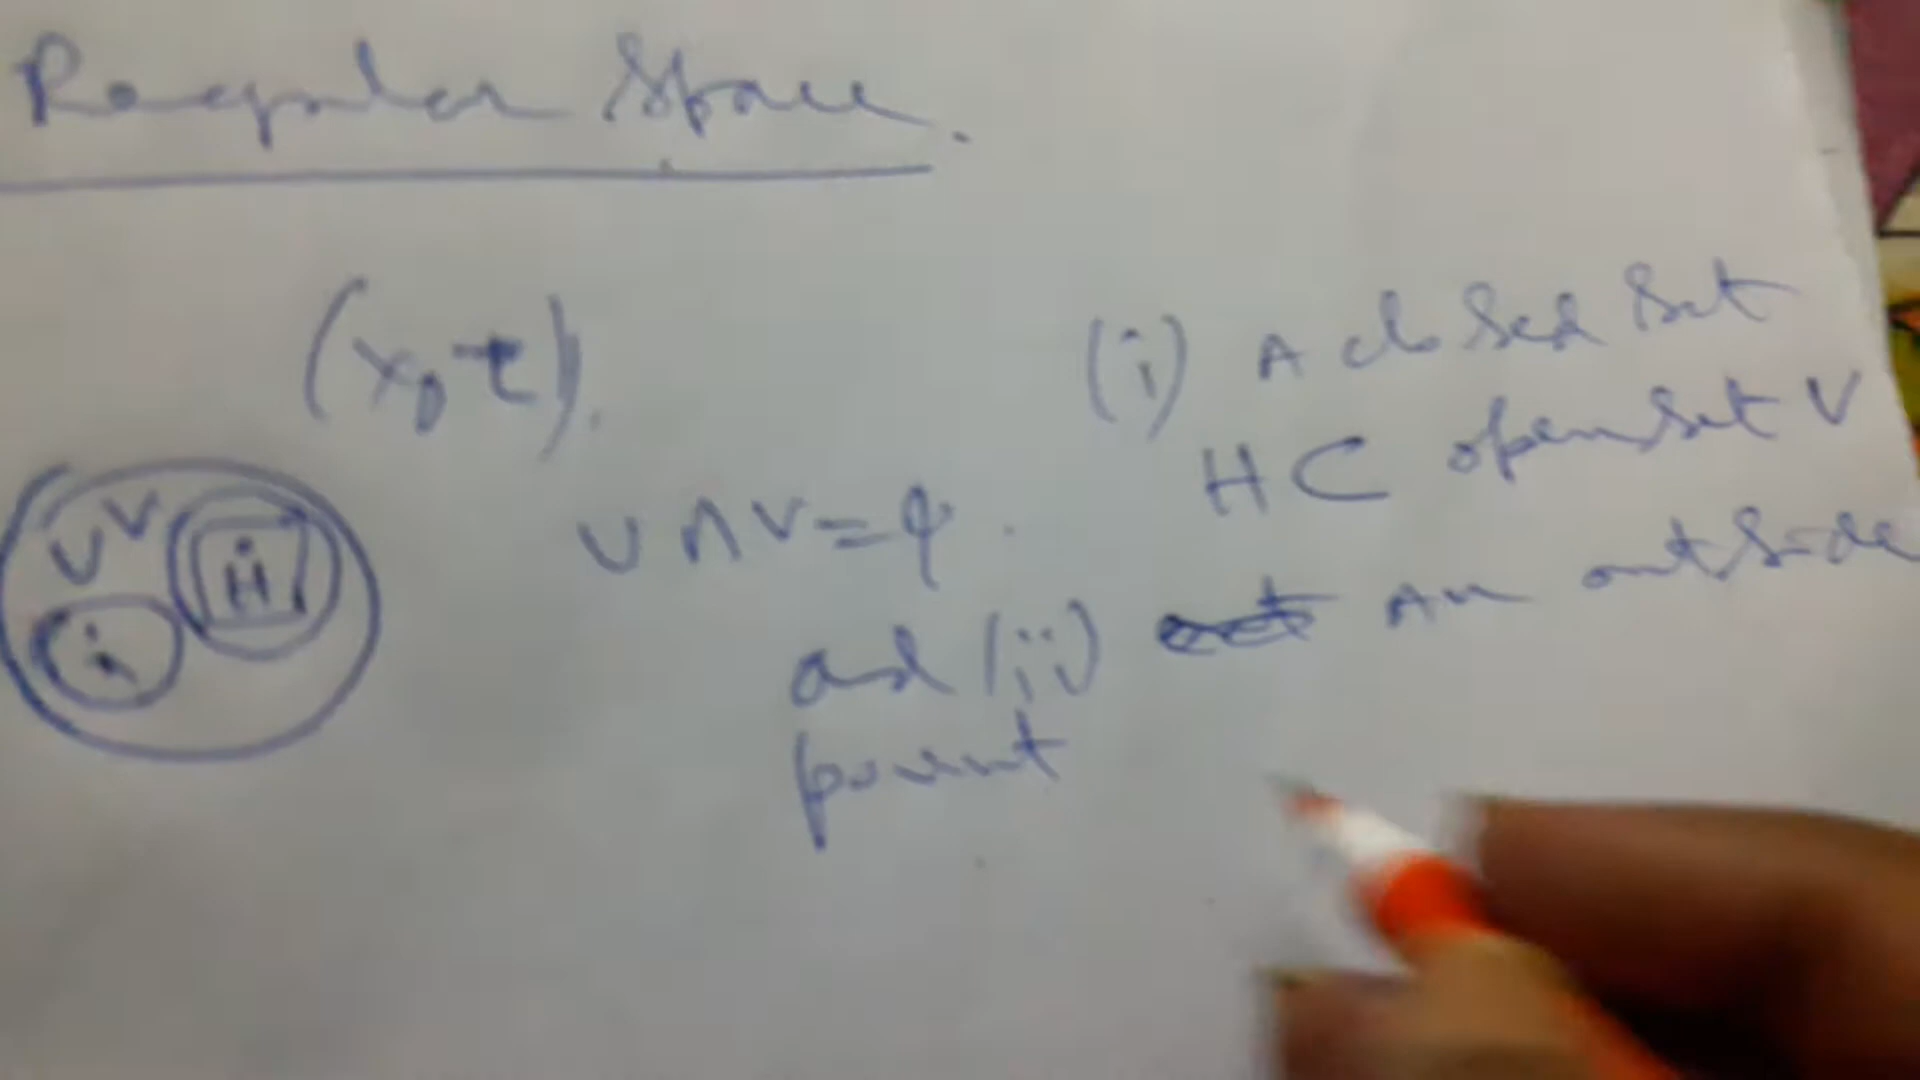 Regular Space.
(X, τ).
(i) A closed set
H ⊂ open set V
U ∩ V = φ.
and (ii) An outside
point
U V
H